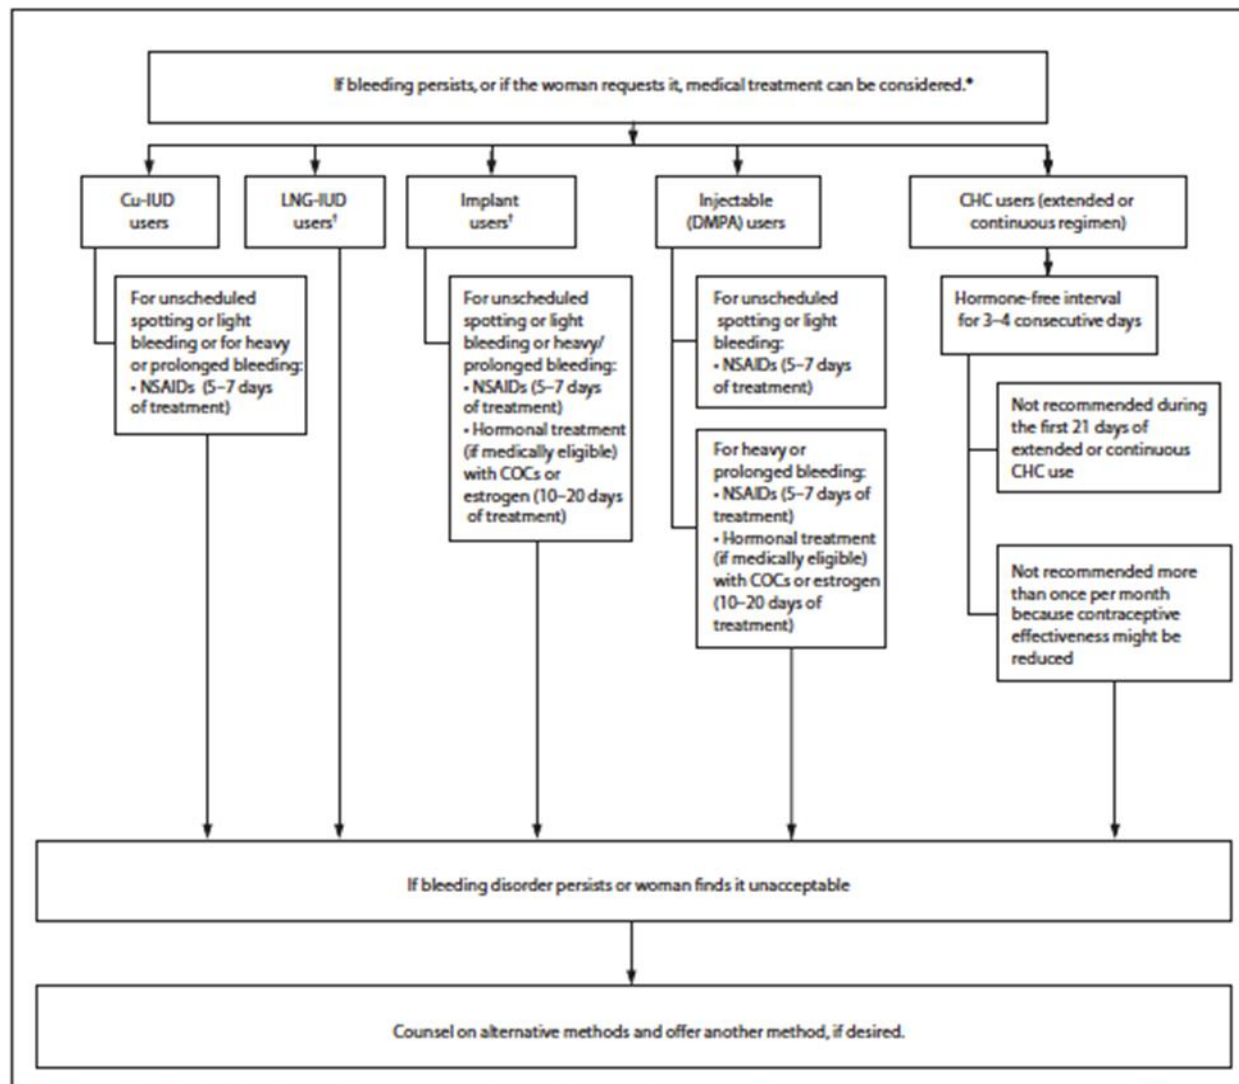 If bleeding persists, or if the woman requests it, medical treatment can be considered.*
Cu-IUD
users
LNG-IUD
users†
Implant
users†
Injectable
(DMPA) users
CHC users (extended or
continuous regimen)
For unscheduled
spotting or light
bleeding or for heavy
or prolonged bleeding:
• NSAIDs (5–7 days
of treatment)
For unscheduled
spotting or light
bleeding or heavy/
prolonged bleeding:
• NSAIDs (5–7 days
of treatment)
• Hormonal treatment
(if medically eligible)
with COCs or
estrogen (10–20 days
of treatment)
For unscheduled
spotting or light
bleeding:
• NSAIDs (5–7 days
of treatment)
For heavy or
prolonged bleeding:
• NSAIDs (5–7 days of
treatment)
• Hormonal treatment
(if medically eligible)
with COCs or estrogen
(10–20 days of
treatment)
Hormone-free interval
for 3–4 consecutive days
Not recommended during
the first 21 days of
extended or continuous
CHC use
Not recommended more
than once per month
because contraceptive
effectiveness might be
reduced
If bleeding disorder persists or woman finds it unacceptable
Counsel on alternative methods and offer another method, if desired.